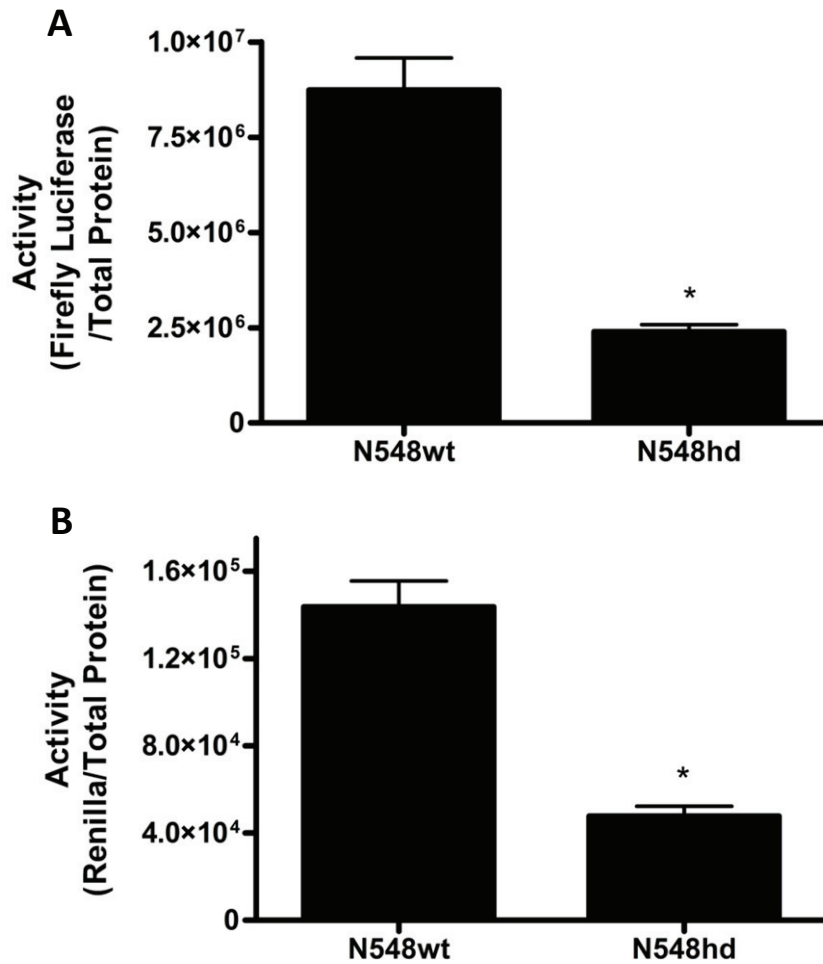 A
Activity
(Firefly Luciferase
/Total Protein)
1.0×10⁷
7.5×10⁶
5.0×10⁶
2.5×10⁶
0
*
N548wt N548hd
B
Activity
(Renilla/Total Protein)
1.6×10⁵
1.2×10⁵
8.0×10⁴
4.0×10⁴
0
*
N548wt N548hd